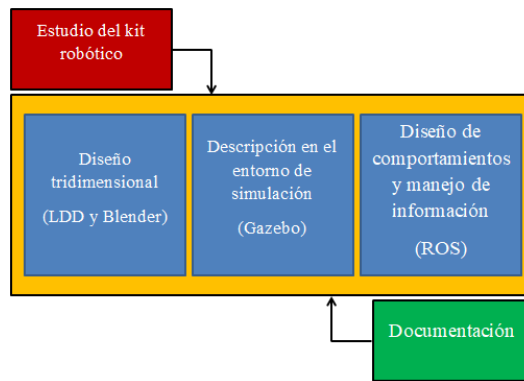 Estudio del kit
robótico
Diseño
tridimensional
(LDD y Blender)
Descripción en el
entorno de
simulación
(Gazebo)
Diseño de
comportamientos
y manejo de
información
(ROS)
Documentación